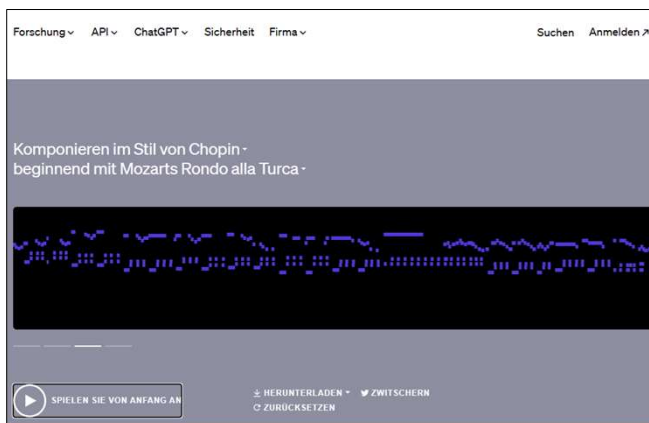 Forschung API ChatGPT Sicherheit Firma Suchen Anmelden
Komponieren im Stil von Chopin
beginnend mit Mozarts Rondo alla Turca
SPIELEN SIE VON ANFANG AN
HERUNTERLADEN ZWITSCHERN
ZURÜCKSETZEN